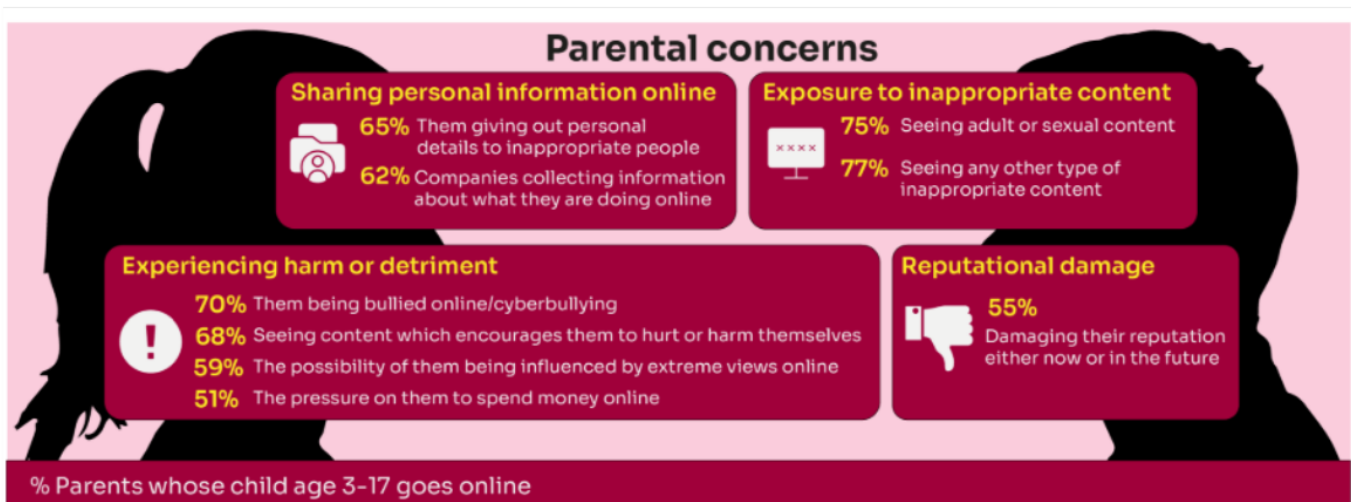 Parental concerns
Sharing personal information online
65% Them giving out personal
details to inappropriate people
62% Companies collecting information
about what they are doing online
Exposure to inappropriate content
xxxx
75% Seeing adult or sexual content
77% Seeing any other type of
inappropriate content
Experiencing harm or detriment
!
70% Them being bullied online/cyberbullying
68% Seeing content which encourages them to hurt or harm themselves
59% The possibility of them being influenced by extreme views online
51% The pressure on them to spend money online
Reputational damage
55%
Damaging their reputation
either now or in the future
% Parents whose child age 3-17 goes online